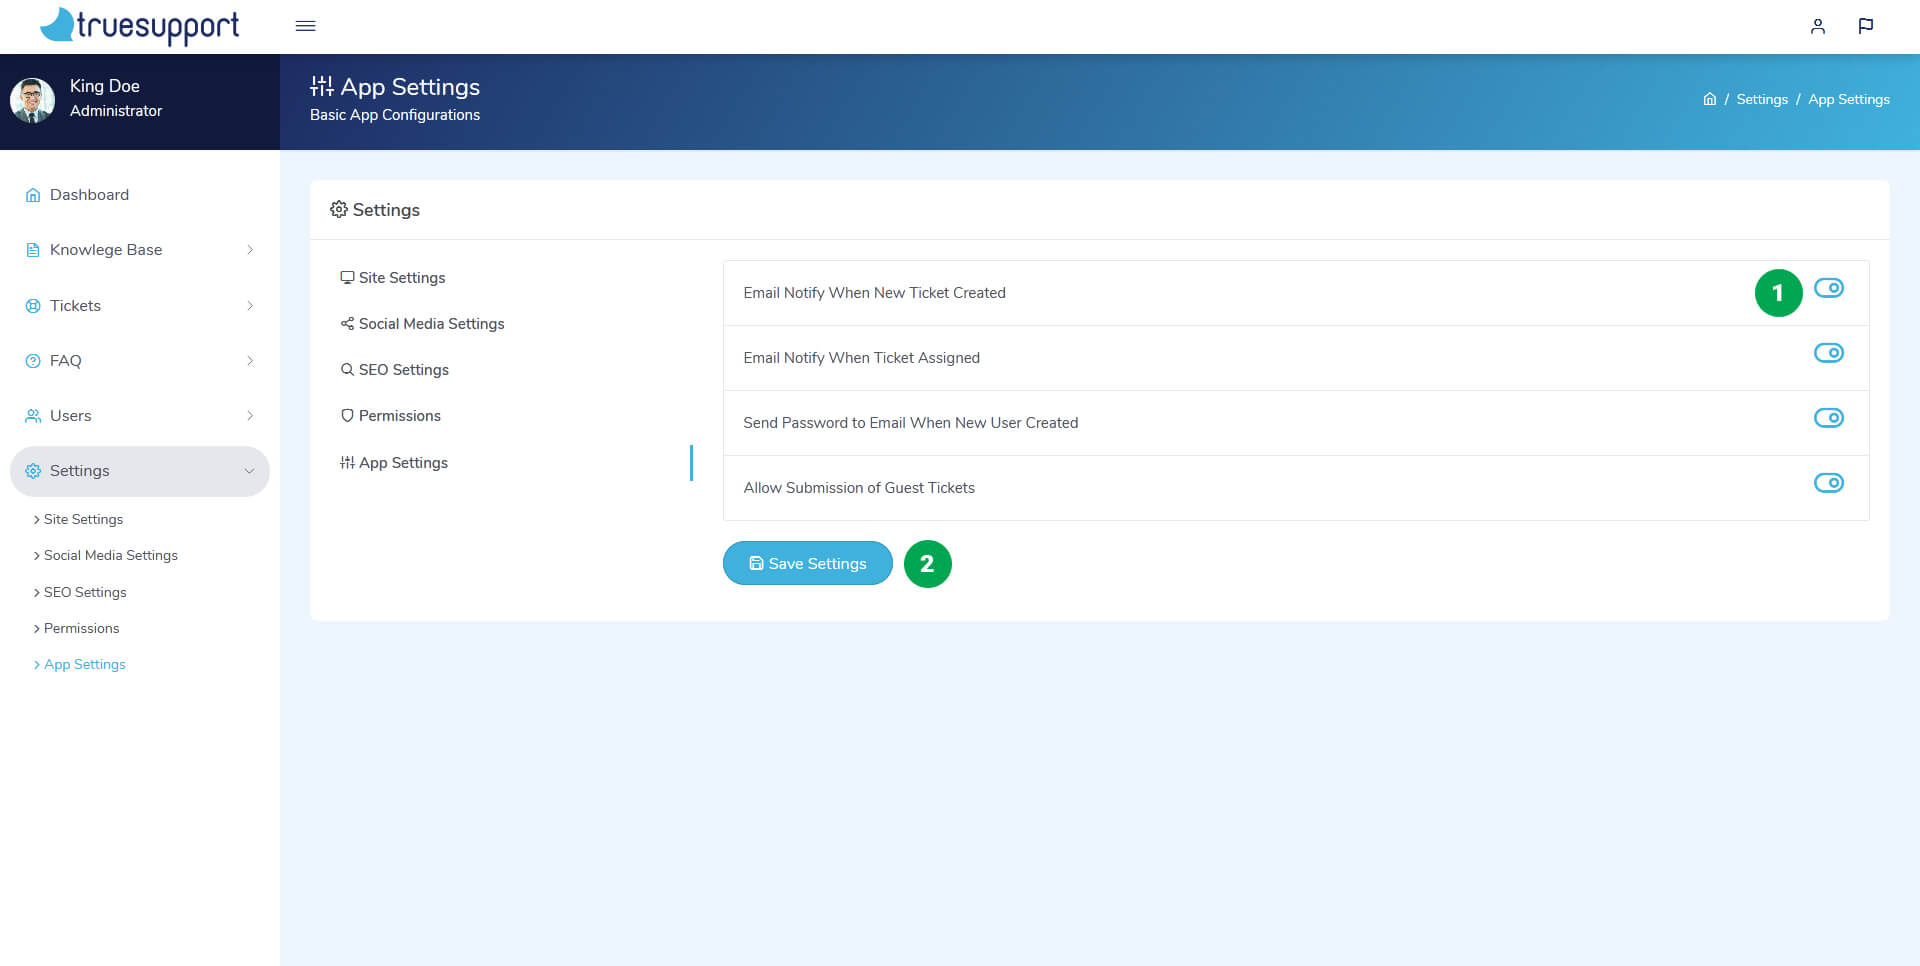 truesupport
King Doe
Administrator
App Settings
Basic App Configurations
/ Settings / App Settings
Dashboard
Knowlege Base
Tickets
FAQ
Users
Settings
Site Settings
Social Media Settings
SEO Settings
Permissions
App Settings
Settings
Site Settings
Social Media Settings
SEO Settings
Permissions
App Settings
Email Notify When New Ticket Created
1
Email Notify When Ticket Assigned
Send Password to Email When New User Created
Allow Submission of Guest Tickets
Save Settings
2